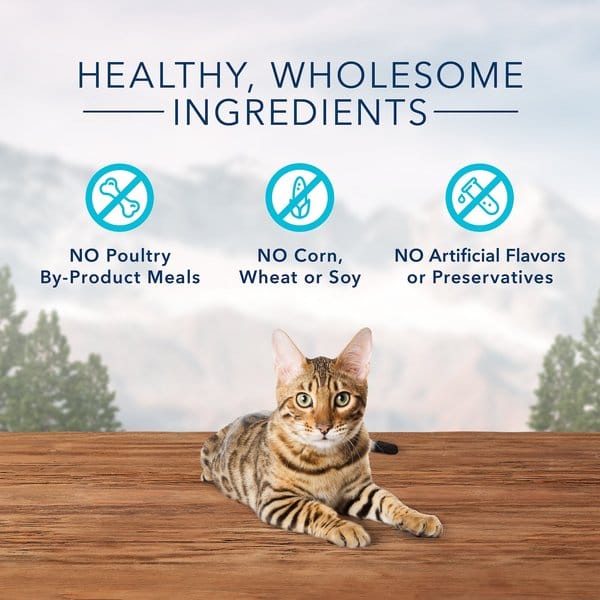 HEALTHY, WHOLESOME
INGREDIENTS
NO Poultry
By-Product Meals
NO Corn,
Wheat or Soy
NO Artificial Flavors
or Preservatives